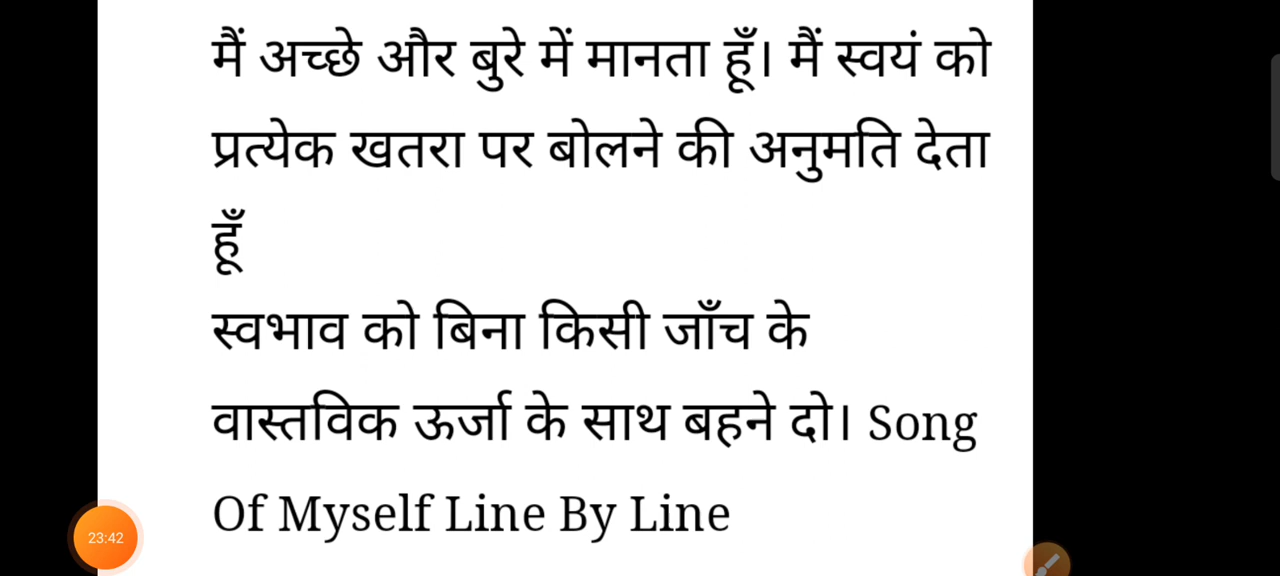 मैं अच्छे और बुरे में मानता हूँ। मैं स्वयं को
प्रत्येक खतरा पर बोलने की अनुमति देता
हूँ
स्वभाव को बिना किसी जाँच के
वास्तविक ऊर्जा के साथ बहने दो। Song
Of Myself Line By Line
23:42